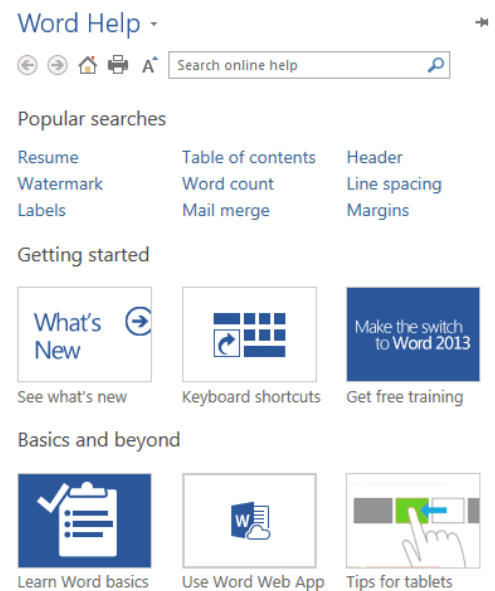 Word Help
A
Search online help
Popular searches
Resume Table of contents Header
Watermark Word count Line spacing
Labels Mail merge Margins
Getting started
What's
New
Make the switch
to Word 2013
See what's new Keyboard shortcuts Get free training
Basics and beyond
W
Learn Word basics Use Word Web App Tips for tablets